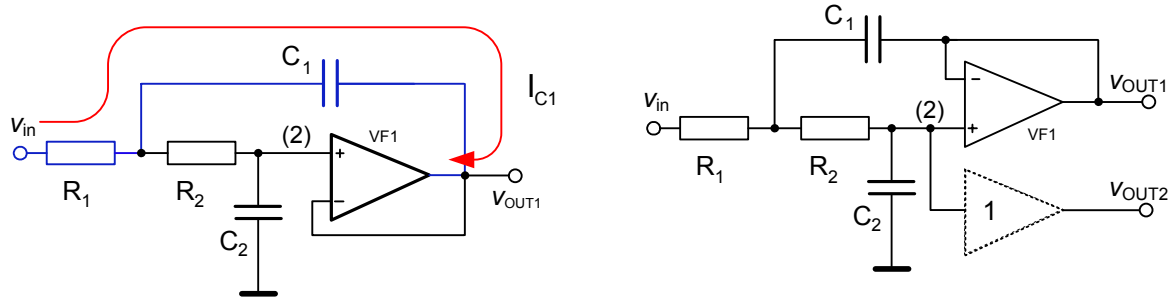 C1
IC1
vin
(2)
VF1
+
−
R1
R2
C2
vOUT1
C1
−
vOUT1
vin
(2)
+
VF1
R1
R2
C2
1
vOUT2